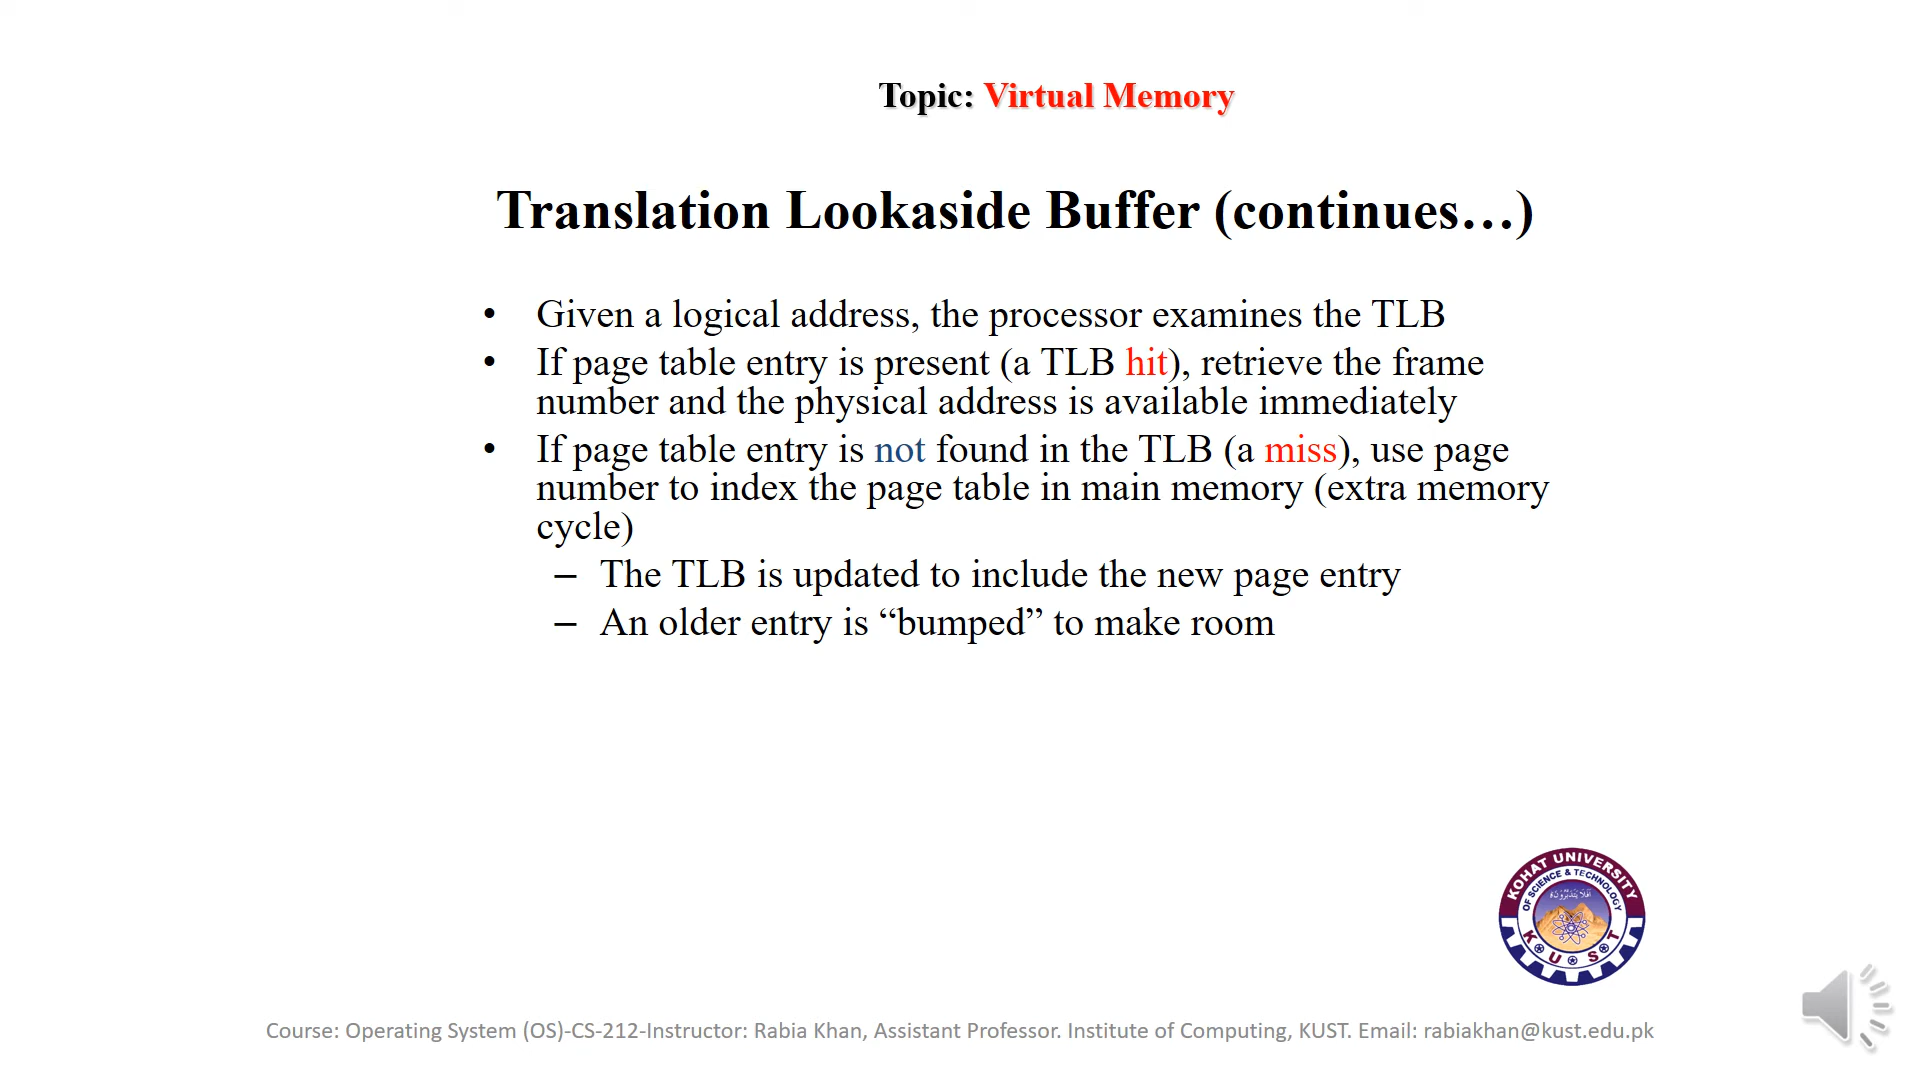 Topic: Virtual Memory
Translation Lookaside Buffer (continues…)
• Given a logical address, the processor examines the TLB
• If page table entry is present (a TLB hit), retrieve the frame
number and the physical address is available immediately
• If page table entry is not found in the TLB (a miss), use page
number to index the page table in main memory (extra memory
cycle)
– The TLB is updated to include the new page entry
– An older entry is “bumped” to make room
KOHAT UNIVERSITY
OF SCIENCE & TECHNOLOGY
K U S T
Course: Operating System (OS)-CS-212-Instructor: Rabia Khan, Assistant Professor. Institute of Computing, KUST. Email: rabiakhan@kust.edu.pk